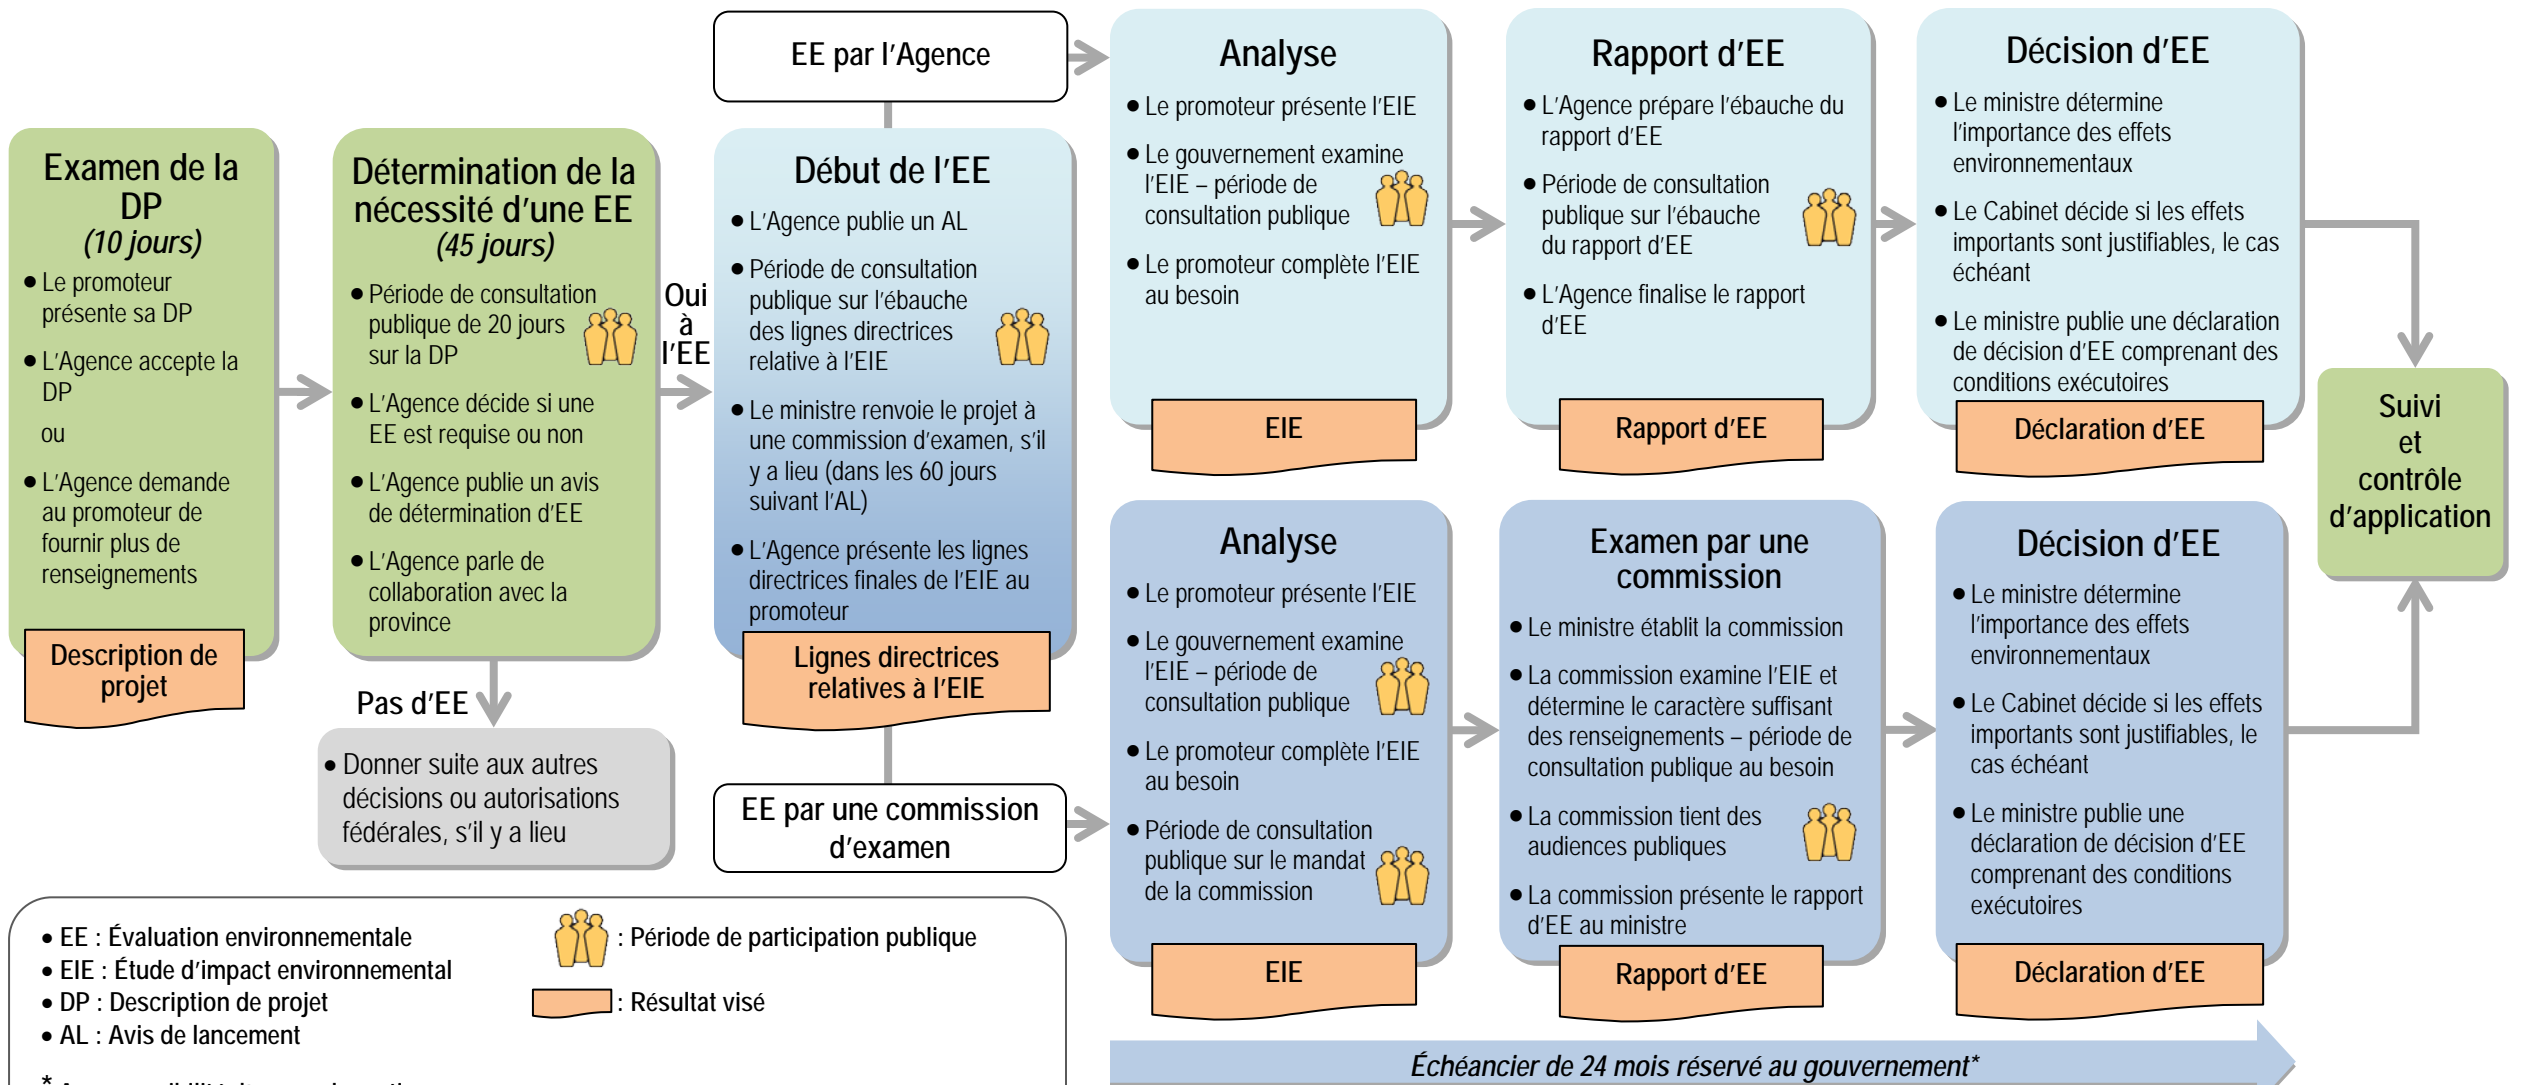 Examen de la
DP
(10 jours)
• Le promoteur
présente sa DP
• L'Agence accepte la
DP
ou
• L'Agence demande
au promoteur de
fournir plus de
renseignements
Description de
projet
Détermination de la
nécessité d'une EE
(45 jours)
• Période de consultation
publique de 20 jours
sur la DP
• L'Agence décide si une
EE est requise ou non
• L'Agence publie un avis
de détermination d'EE
• L'Agence parle de
collaboration avec la
province
Pas d'EE
• Donner suite aux autres
décisions ou autorisations
fédérales, s'il y a lieu
Oui
à
l'EE
EE par l'Agence
Début de l'EE
• L'Agence publie un AL
• Période de consultation
publique sur l'ébauche
des lignes directrices
relative à l'EIE
• Le ministre renvoie le projet à
une commission d'examen, s'il
y a lieu (dans les 60 jours
suivant l'AL)
• L'Agence présente les lignes
directrices finales de l'EIE au
promoteur
Lignes directrices
relatives à l'EIE
EE par une commission
d'examen
Analyse
• Le promoteur présente l'EIE
• Le gouvernement examine
l'EIE – période de
consultation publique
• Le promoteur complète l'EIE
au besoin
EIE
Rapport d'EE
• L'Agence prépare l'ébauche du
rapport d'EE
• Période de consultation
publique sur l'ébauche
du rapport d'EE
• L'Agence finalise le rapport
d'EE
Rapport d'EE
Décision d'EE
• Le ministre détermine
l'importance des effets
environnementaux
• Le Cabinet décide si les effets
importants sont justifiables, le cas
échéant
• Le ministre publie une déclaration
de décision d'EE comprenant des
conditions exécutoires
Déclaration d'EE
Analyse
• Le promoteur présente l'EIE
• Le gouvernement examine
l'EIE – période de
consultation publique
• Le promoteur complète l'EIE
au besoin
• Période de consultation
publique sur le mandat
de la commission
EIE
Examen par une
commission
• Le ministre établit la commission
• La commission examine l'EIE et
détermine le caractère suffisant
des renseignements – période de
consultation publique au besoin
• La commission tient des
audiences publiques
• La commission présente le rapport
d'EE au ministre
Rapport d'EE
Décision d'EE
• Le ministre détermine
l'importance des effets
environnementaux
• Le Cabinet décide si les effets
importants sont justifiables, le
cas échéant
• Le ministre publie une
déclaration de décision d'EE
comprenant des conditions
exécutoires
Déclaration d'EE
Suivi
et
contrôle
d'application
• EE : Évaluation environnementale
• EIE : Étude d'impact environnemental
• DP : Description de projet
• AL : Avis de lancement
: Période de participation publique
: Résultat visé
*
Échéancier de 24 mois réservé au gouvernement*